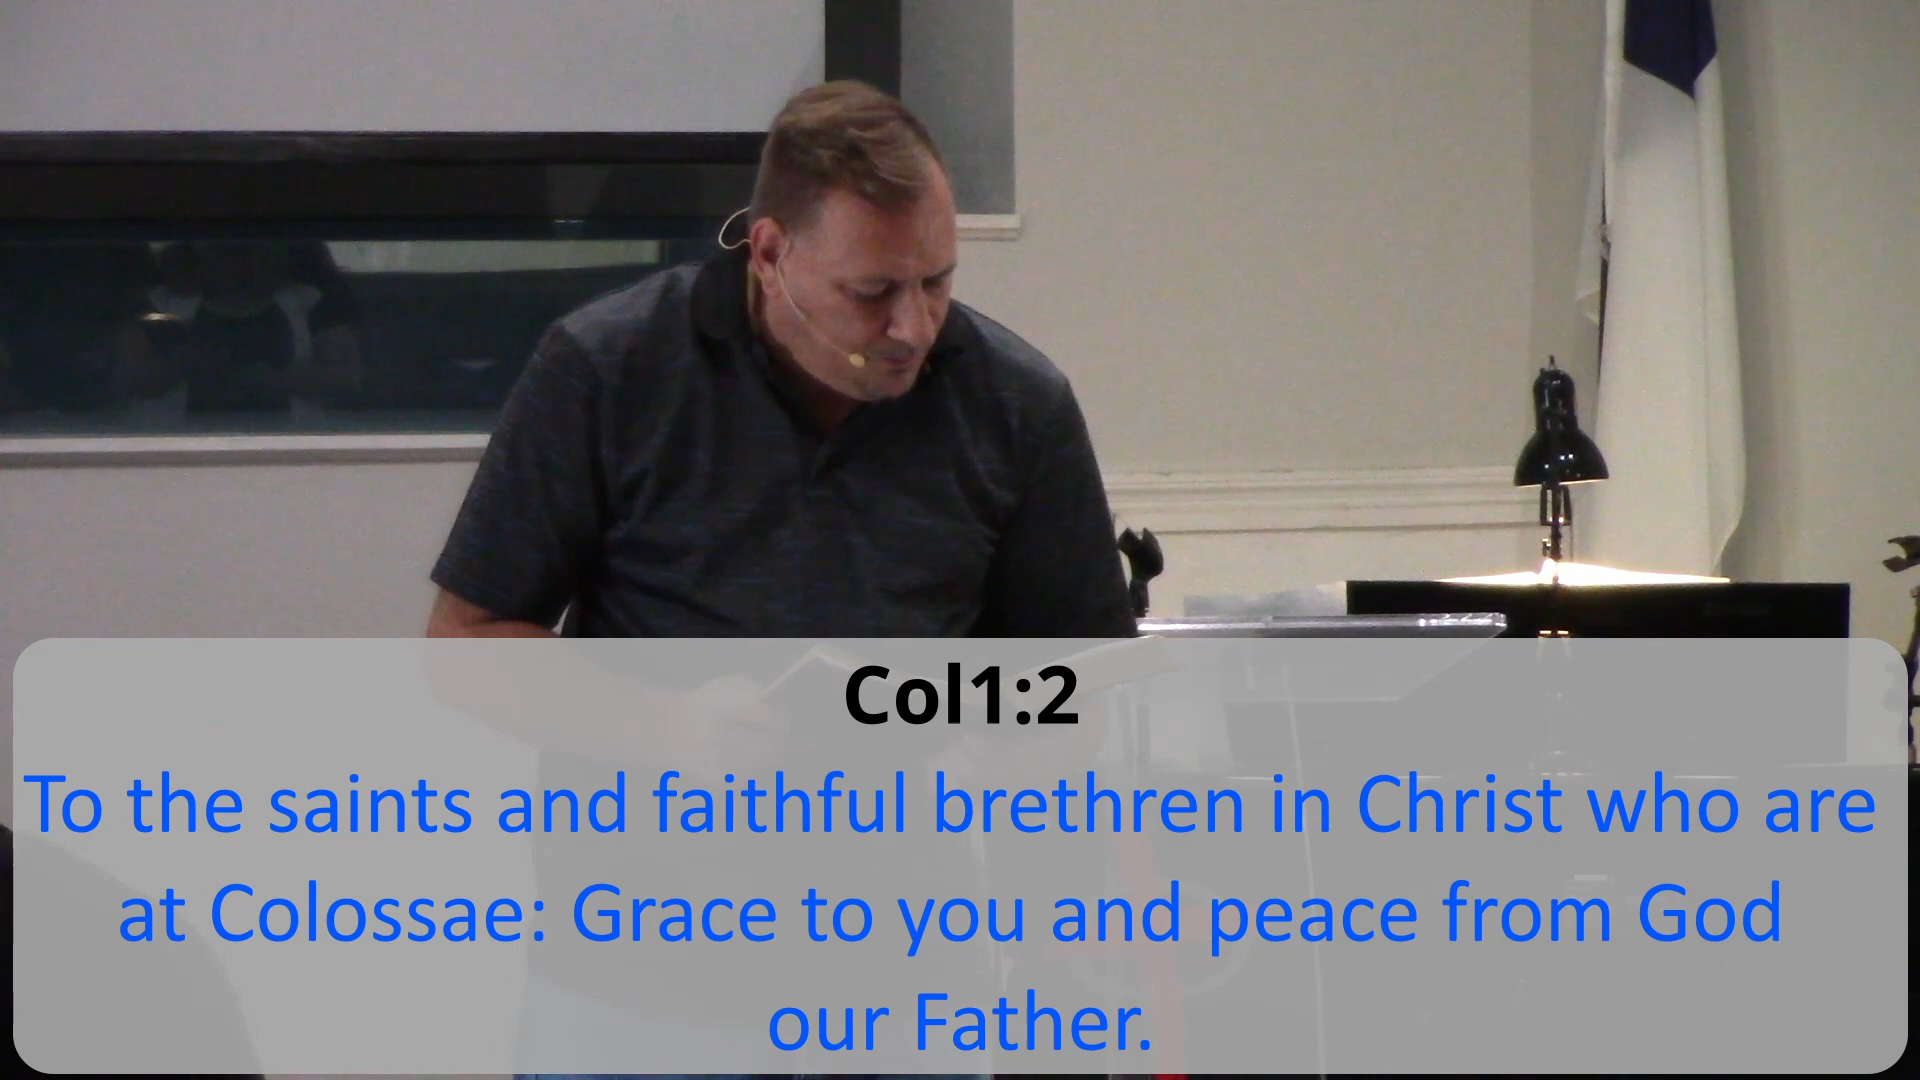 Col1:2
To the saints and faithful brethren in Christ who are
at Colossae: Grace to you and peace from God
our Father.